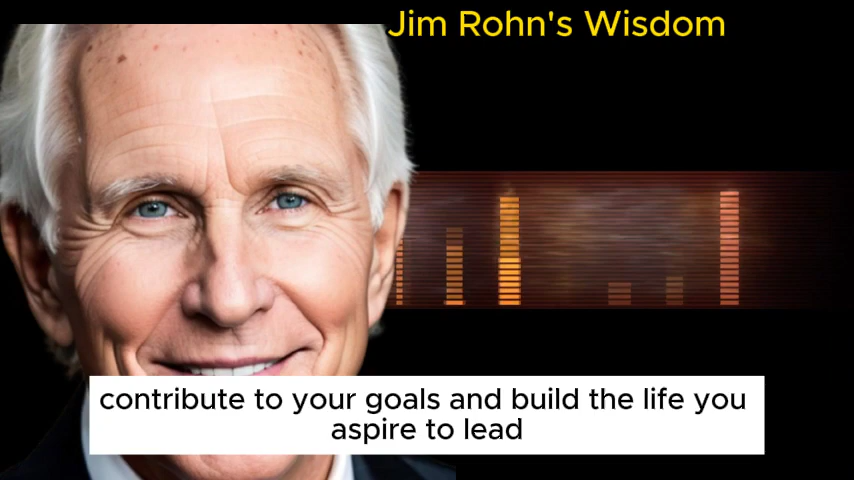 Jim Rohn's Wisdom
contribute to your goals and build the life you
aspire to lead